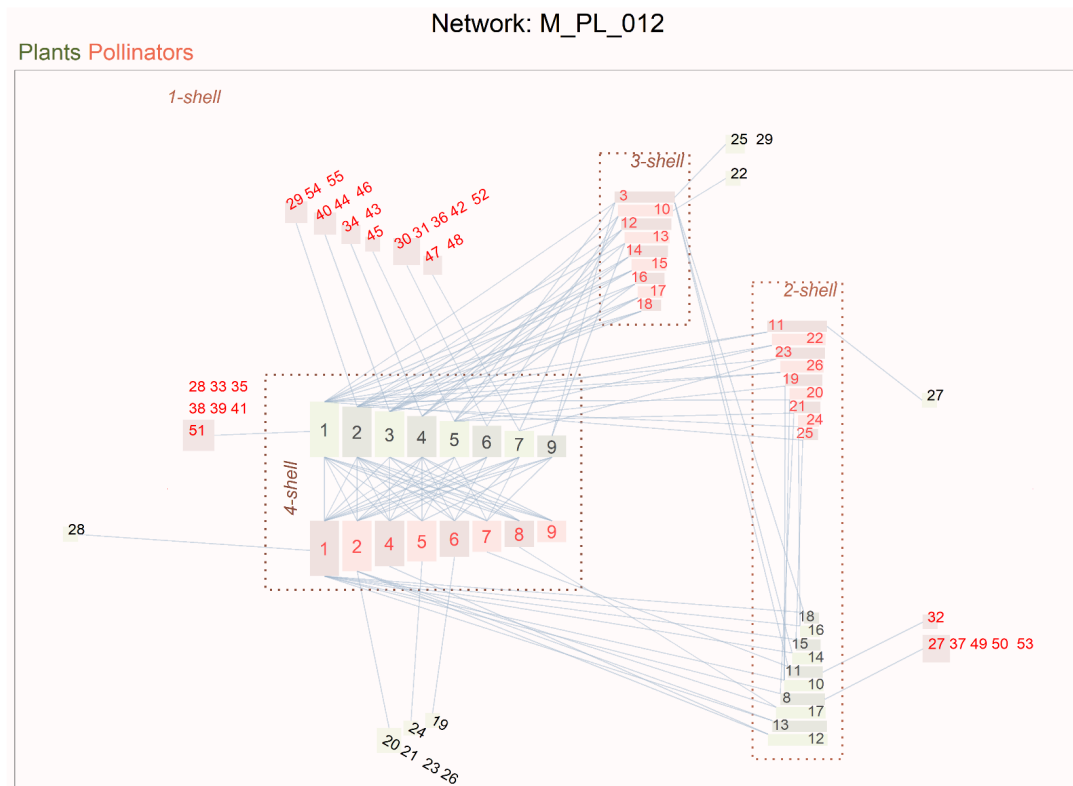 Network: M_PL_012
Plants Pollinators
1-shell
25 29
3-shell
22
29 54 55
40 44 46
34 43
45
30 31 36 42 52
47 48
3
10
12
13
14
15
16
17
18
2-shell
11
22
23
26
19
20
21
24
25
27
28 33 35
38 39 41
51
1 2 3 4 5 6 7 9
4-shell
28
1 2 4 5 6 7 8 9
18
16
15
14
11
10
8
17
13
12
32
27 37 49 50 53
19
24
20 21 23 26